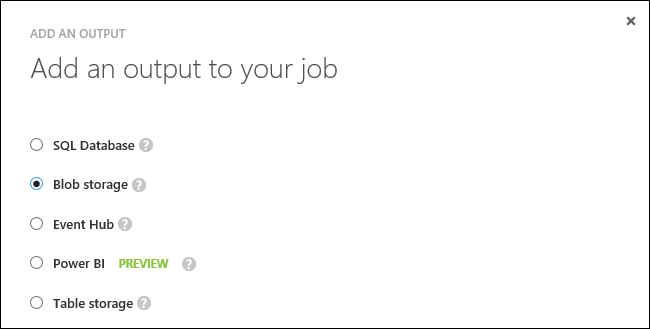 ADD AN OUTPUT
Add an output to your job
SQL Database ?
Blob storage ?
Event Hub ?
Power BI PREVIEW ?
Table storage ?